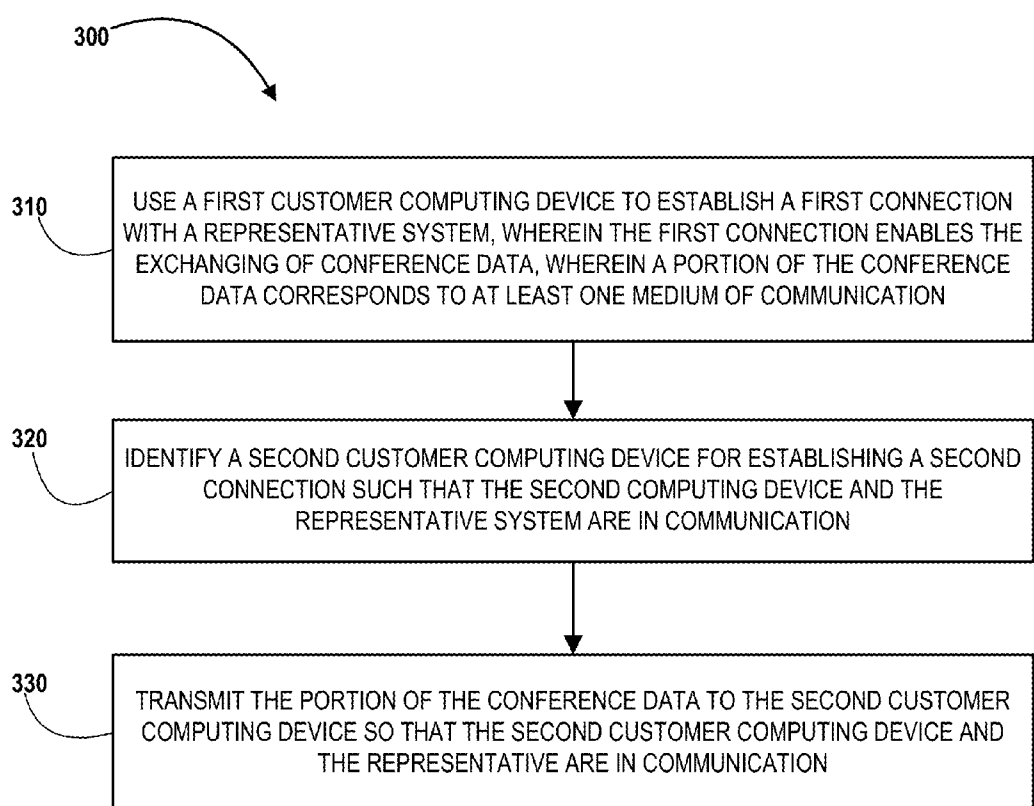 300
310
USE A FIRST CUSTOMER COMPUTING DEVICE TO ESTABLISH A FIRST CONNECTION
WITH A REPRESENTATIVE SYSTEM, WHEREIN THE FIRST CONNECTION ENABLES THE
EXCHANGING OF CONFERENCE DATA, WHEREIN A PORTION OF THE CONFERENCE
DATA CORRESPONDS TO AT LEAST ONE MEDIUM OF COMMUNICATION
320
IDENTIFY A SECOND CUSTOMER COMPUTING DEVICE FOR ESTABLISHING A SECOND
CONNECTION SUCH THAT THE SECOND COMPUTING DEVICE AND THE
REPRESENTATIVE SYSTEM ARE IN COMMUNICATION
330
TRANSMIT THE PORTION OF THE CONFERENCE DATA TO THE SECOND CUSTOMER
COMPUTING DEVICE SO THAT THE SECOND CUSTOMER COMPUTING DEVICE AND
THE REPRESENTATIVE ARE IN COMMUNICATION